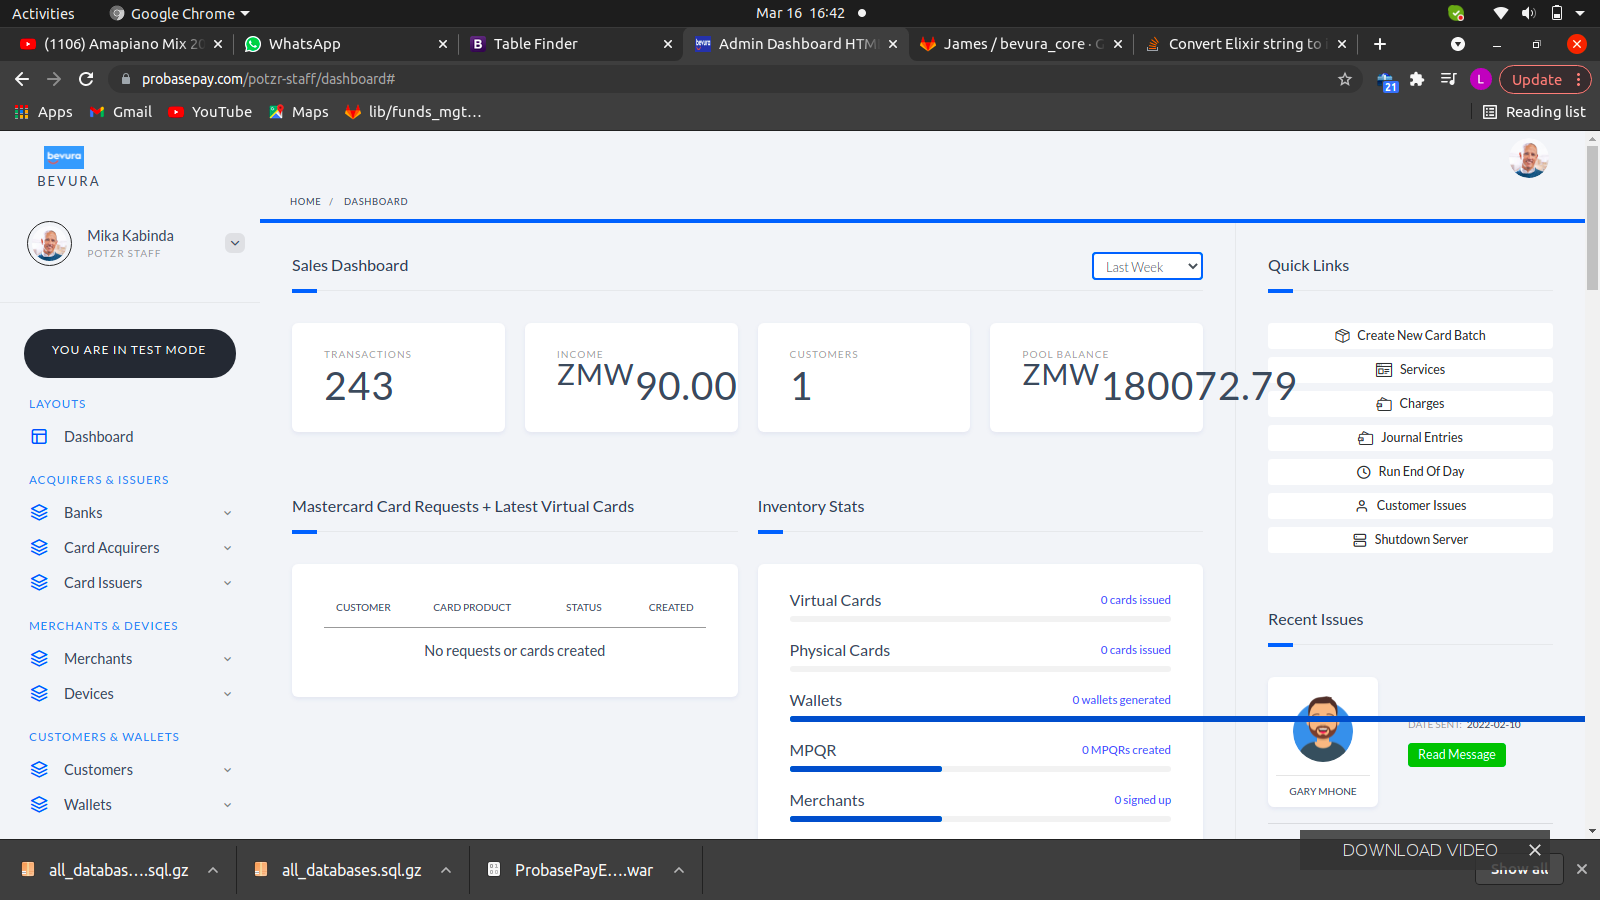 Activities
Google Chrome
Mar 16 16:42
(1106) Amapiano Mix 20
WhatsApp
Table Finder
Admin Dashboard HTM
James / bevura_core · G
Convert Elixir string to
probasepay.com/potzr-staff/dashboard#
21
L
Update
Apps
Gmail
YouTube
Maps
lib/funds_mgt...
Reading list
bevura
BEVURA
HOME / DASHBOARD
Mika Kabinda
POTZR STAFF
YOU ARE IN TEST MODE
LAYOUTS
Dashboard
ACQUIRERS & ISSUERS
Banks
Card Acquirers
Card Issuers
MERCHANTS & DEVICES
Merchants
Devices
CUSTOMERS & WALLETS
Customers
Wallets
Sales Dashboard
Last Week
TRANSACTIONS
243
INCOME
ZMW90.00
CUSTOMERS
1
POOL BALANCE
ZMW180072.79
Mastercard Card Requests + Latest Virtual Cards
CUSTOMER CARD PRODUCT STATUS CREATED
No requests or cards created
Inventory Stats
Virtual Cards 0 cards issued
Physical Cards 0 cards issued
Wallets 0 wallets generated
MPQR 0 MPQRs created
Merchants 0 signed up
Quick Links
Create New Card Batch
Services
Charges
Journal Entries
Run End Of Day
Customer Issues
Shutdown Server
Recent Issues
DATE SENT: 2022-02-10
Read Message
GARY MHONE
DOWNLOAD VIDEO
all_databas....sql.gz
all_databases.sql.gz
ProbasePayE....war
Show all